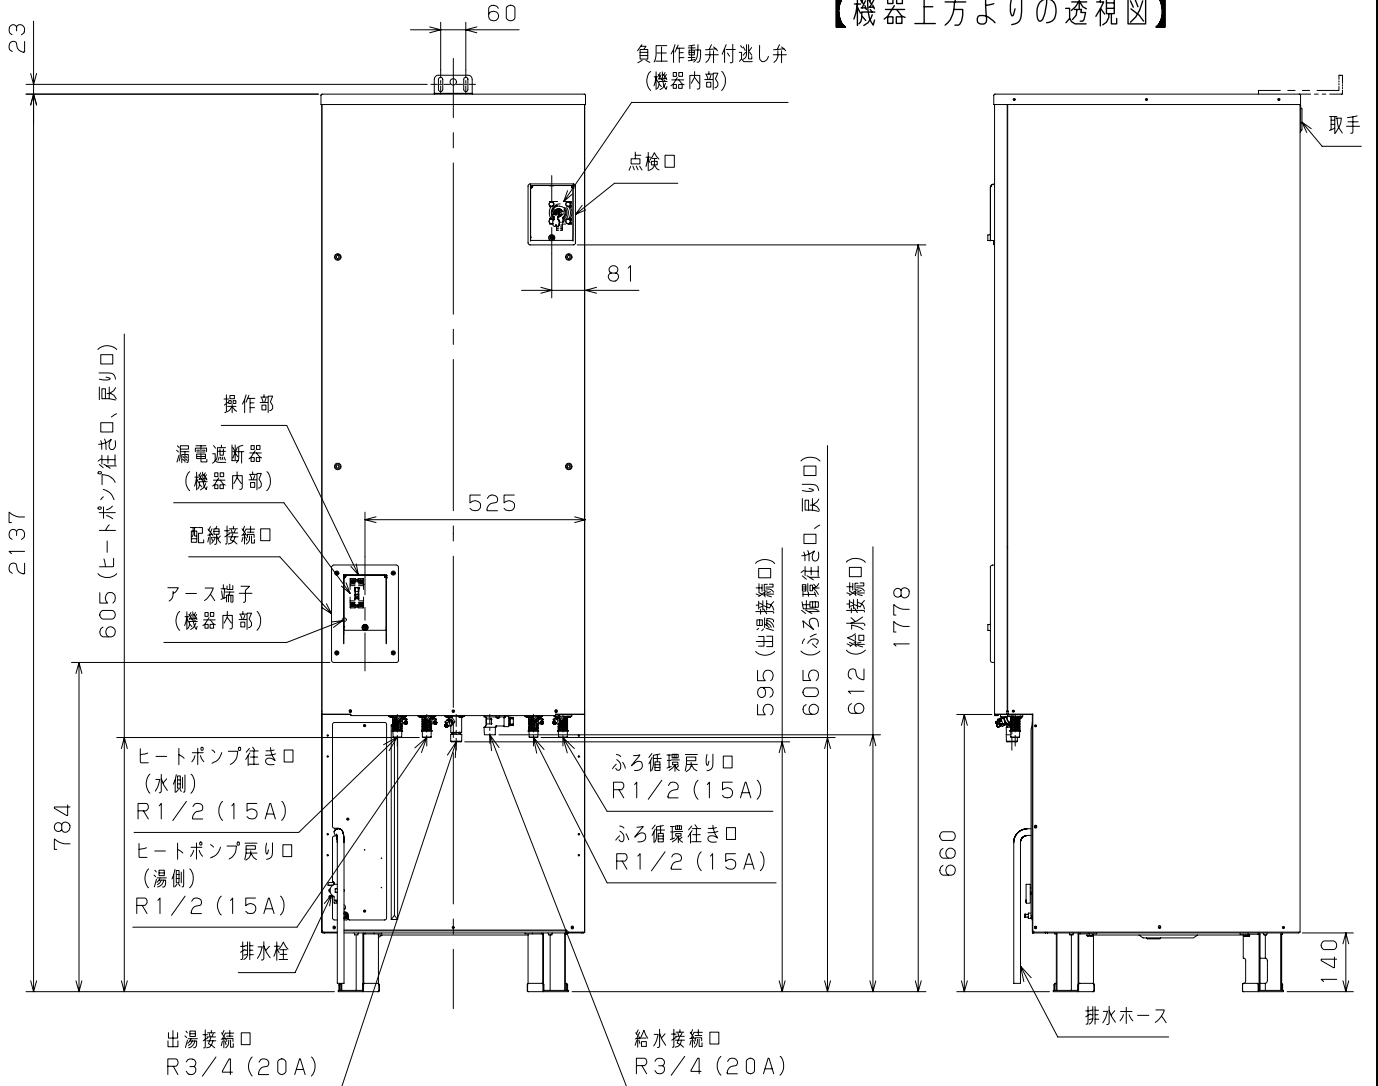 【機器上方よりの透視図】
60
23
負圧作動弁付逃し弁
(機器内部)
取手
点検口
81
605 (ヒートポンプ往き口、戻り口)
操作部
漏電遮断器
(機器内部)
525
2137
配線接続口
アース端子
(機器内部)
595 (出湯接続口)
605 (ふろ循環往き口、戻り口)
612 (給水接続口)
1778
ヒートポンプ往き口
(水側)
R1/2 (15A)
ふろ循環戻り口
R1/2 (15A)
784
ヒートポンプ戻り口
(湯側)
R1/2 (15A)
ふろ循環往き口
R1/2 (15A)
660
排水栓
140
排水ホース
出湯接続口
R3/4 (20A)
給水接続口
R3/4 (20A)